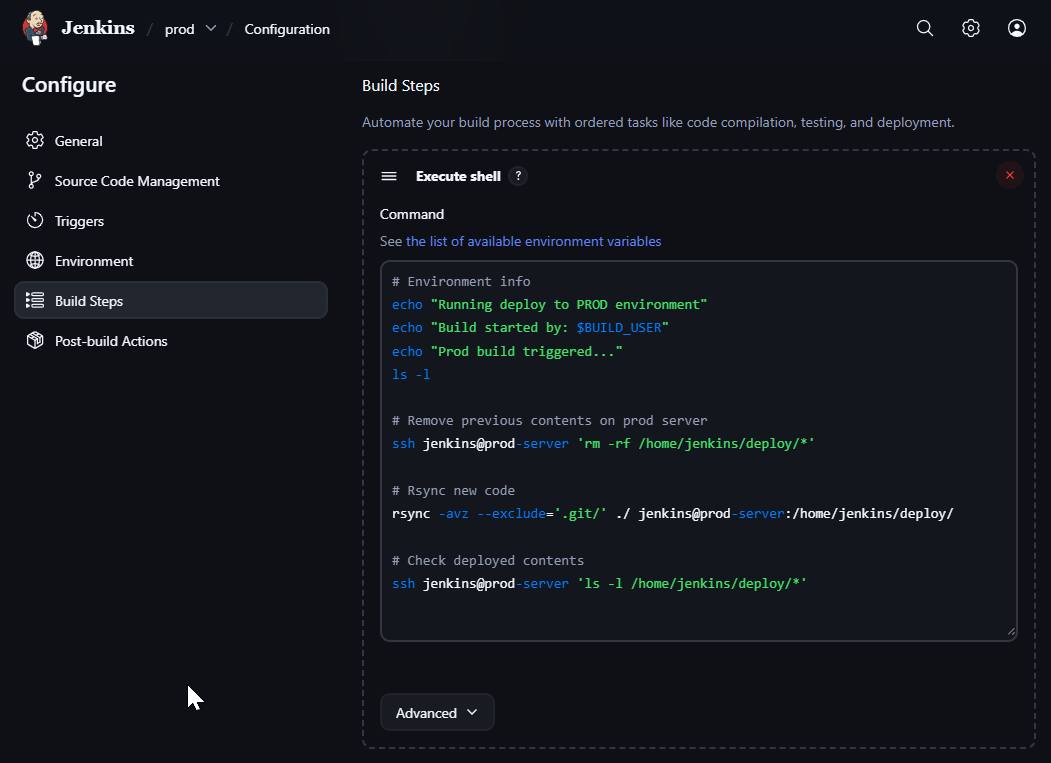 Jenkins / prod / Configuration
Configure
General
Source Code Management
Triggers
Environment
Build Steps
Post-build Actions
Build Steps
Automate your build process with ordered tasks like code compilation, testing, and deployment.
Execute shell ?
Command
See the list of available environment variables
# Environment info
echo "Running deploy to PROD environment"
echo "Build started by: $BUILD_USER"
echo "Prod build triggered..."
ls -l
# Remove previous contents on prod server
ssh jenkins@prod-server 'rm -rf /home/jenkins/deploy/*'
# Rsync new code
rsync -avz --exclude='.git/' ./ jenkins@prod-server:/home/jenkins/deploy/
# Check deployed contents
ssh jenkins@prod-server 'ls -l /home/jenkins/deploy/*'
Advanced